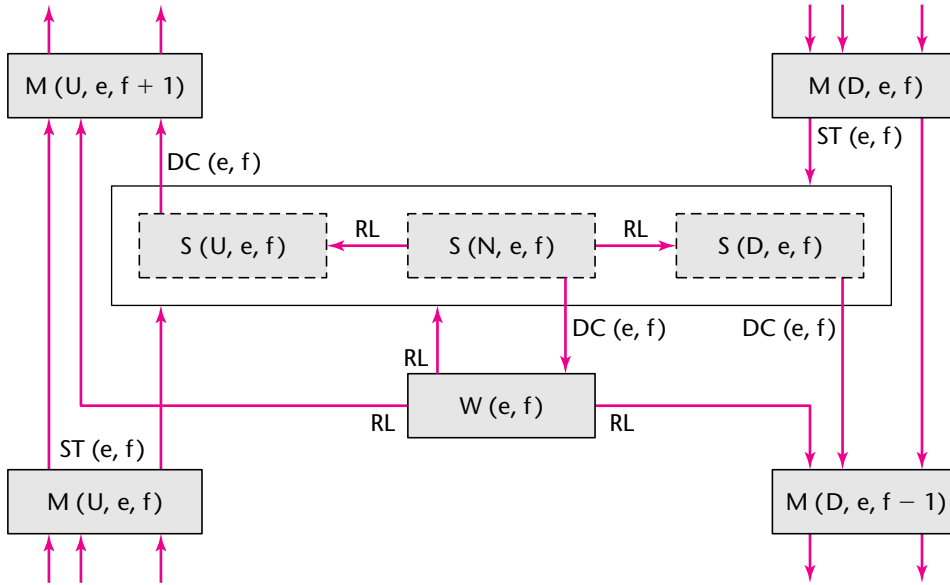 M (U, e, f + 1)
M (D, e, f)
ST (e, f)
DC (e, f)
S (U, e, f)
RL
S (N, e, f)
RL
S (D, e, f)
DC (e, f)
DC (e, f)
RL
W (e, f)
RL
RL
ST (e, f)
M (U, e, f)
M (D, e, f – 1)